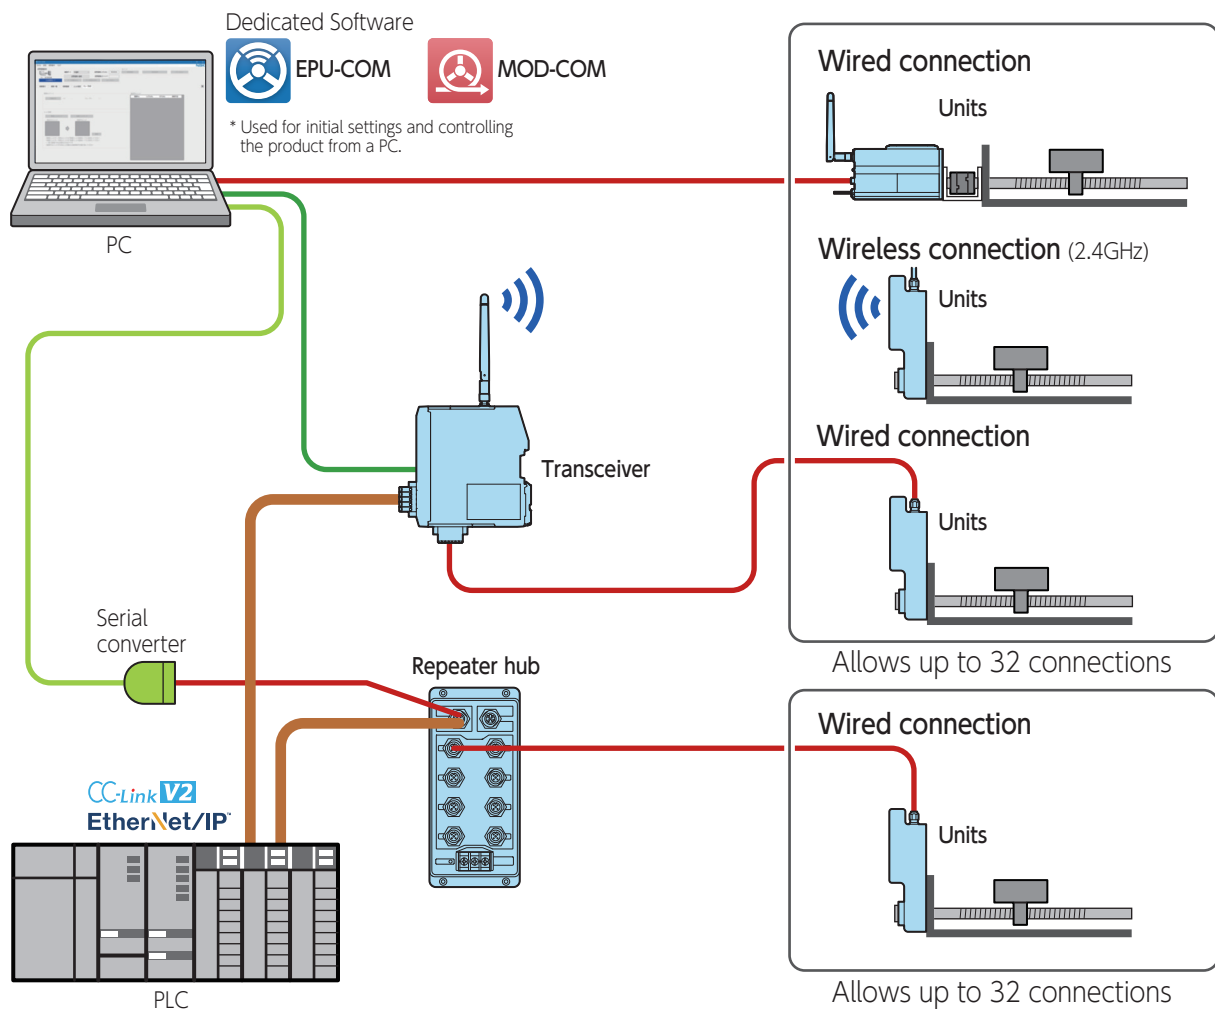 Dedicated Software
EPU-COM
MOD-COM
* Used for initial settings and controlling
the product from a PC.
PC
Wired connection
Units
Wireless connection (2.4GHz)
Units
Transceiver
Wired connection
Units
Allows up to 32 connections
Serial
converter
Repeater hub
Wired connection
Units
Allows up to 32 connections
CC-Link V2
EtherNet/IP™
PLC